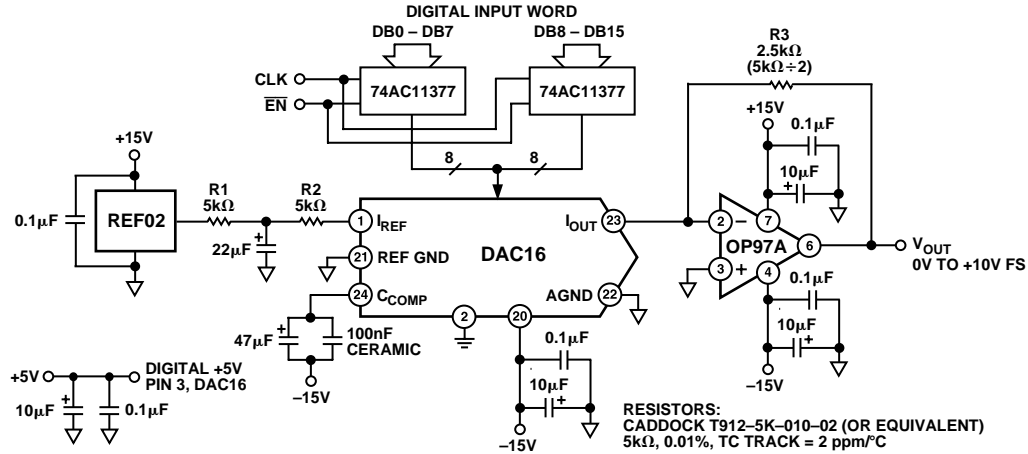 DIGITAL INPUT WORD
DB0 – DB7
DB8 – DB15
CLK
EN
74AC11377
74AC11377
8
8
R3
2.5kΩ
(5kΩ÷2)
+15V
0.1µF
10µF
+
+15V
0.1µF
REF02
R1
5kΩ
R2
5kΩ
+
22µF
1
IREF
21
REF GND
24
CCOMP
DAC16
IOUT
23
AGND
22
2
20
2
–
3
+
7
OP97A
4
6
VOUT
0V TO +10V FS
0.1µF
10µF
+
–15V
+
47µF
100nF
CERAMIC
–15V
0.1µF
10µF
+
–15V
+5V
DIGITAL +5V
PIN 3, DAC16
+
10µF
0.1µF
RESISTORS:
CADDOCK T912–5K–010–02 (OR EQUIVALENT)
5kΩ, 0.01%, TC TRACK = 2 ppm/°C